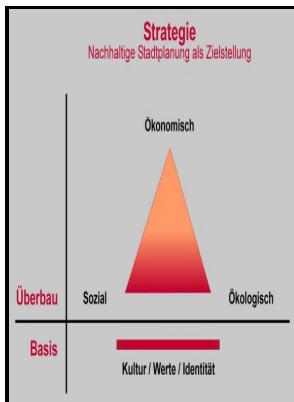 Strategie
Nachhaltige Stadtplanung als Zielstellung
Ökonomisch
Überbau
Sozial
Ökologisch
Basis
Kultur / Werte / Identität